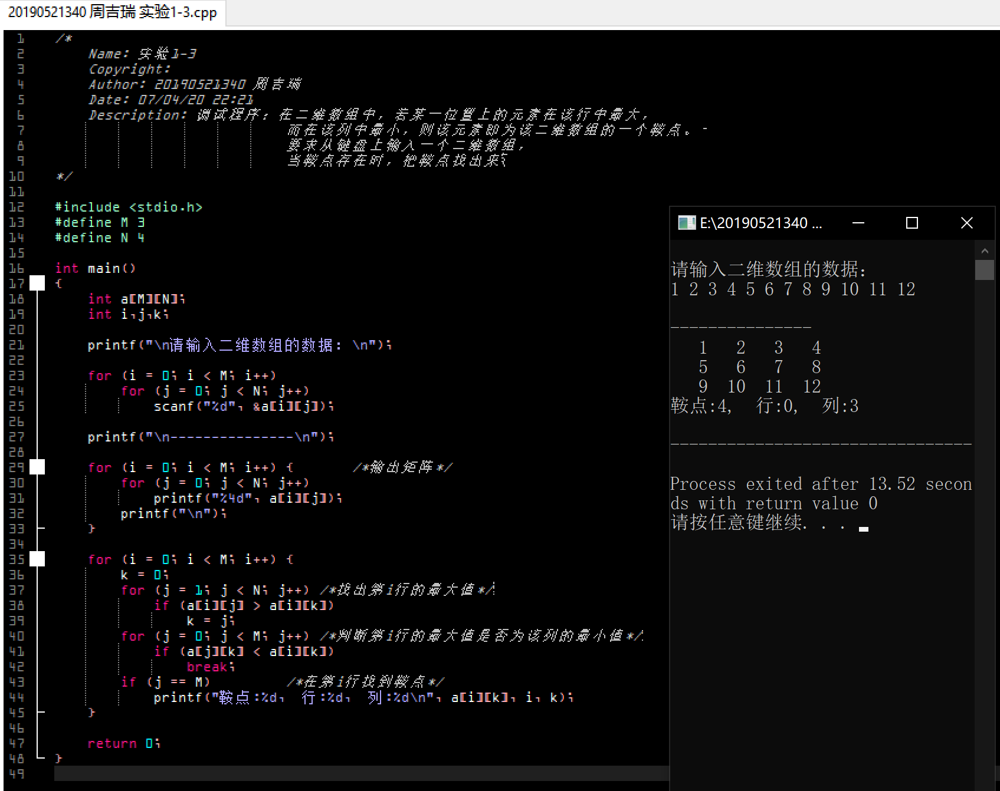 20190521340 周吉瑞 实验1-3.cpp
1 /*
2 Name: 实验1-3
3 Copyright:
4 Author: 20190521340 周吉瑞
5 Date: 07/04/20 22:21
6 Description: 调试程序: 在二维数组中, 若某一位置上的元素在该行中最大,
7 而在该列中最小, 则该元素即为该二维数组的一个鞍点。
8 要求从键盘上输入一个二维数组,
9 当鞍点存在时, 把鞍点找出来
10 */
11
12 #include <stdio.h>
13 #define M 3
14 #define N 4
15
16 int main()
17 {
18 int a[M][N];
19 int i,j,k;
20
21 printf("\n请输入二维数组的数据: \n");
22
23 for (i = 0; i < M; i++)
24 for (j = 0; j < N; j++)
25 scanf("%d", &a[i][j]);
26
27 printf("\n---------------\n");
28
29 for (i = 0; i < M; i++) { /*输出矩阵*/
30 for (j = 0; j < N; j++)
31 printf("%4d", a[i][j]);
32 printf("\n");
33 }
34
35 for (i = 0; i < M; i++) {
36 k = 0;
37 for (j = 1; j < N; j++) /*找出第i行的最大值*/
38 if (a[i][j] > a[i][k])
39 k = j;
40 for (j = 0; j < M; j++) /*判断第i行的最大值是否为该列的最小值*/
41 if (a[j][k] < a[i][k])
42 break;
43 if (j == M) /*在第i行找到鞍点*/
44 printf("鞍点:%d, 行:%d, 列:%d\n", a[i][k], i, k);
45 }
46
47 return 0;
48 }
49
E:\20190521340 ...
请输入二维数组的数据:
1 2 3 4 5 6 7 8 9 10 11 12
---------------
1 2 3 4
5 6 7 8
9 10 11 12
鞍点:4, 行:0, 列:3
--------------------------------
Process exited after 13.52 secon
ds with return value 0
请按任意键继续. . .